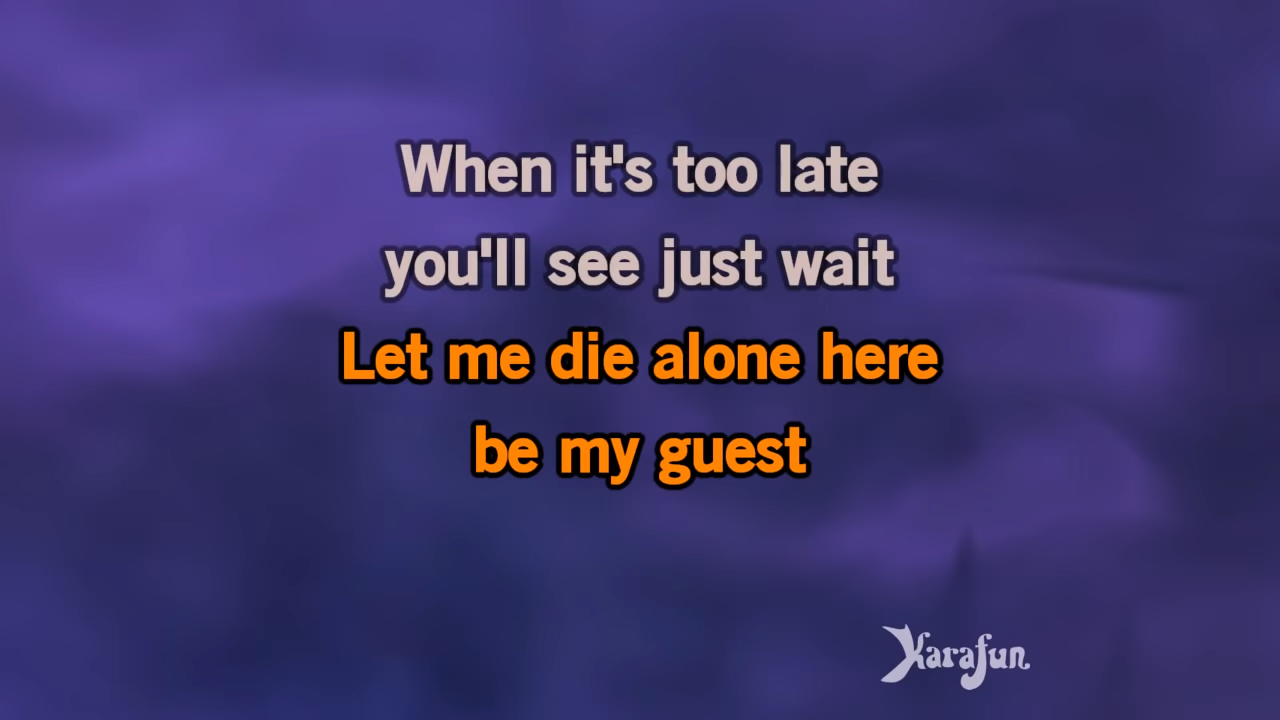 When it's too late
you'll see just wait
Let me die alone here
be my guest
Karafun